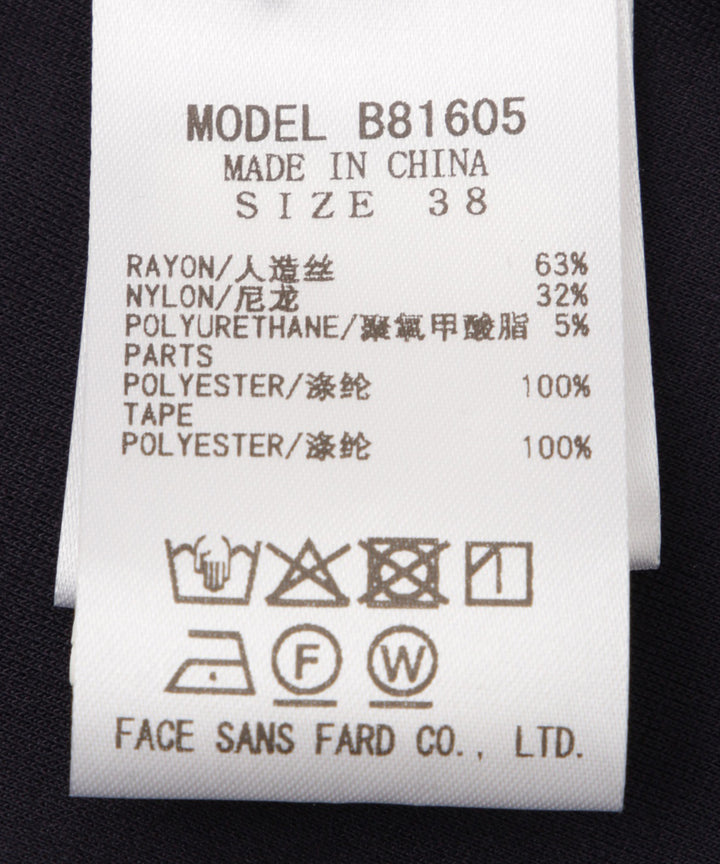 MODEL B81605
MADE IN CHINA
SIZE 38
RAYON/人造丝 63%
NYLON/尼龙 32%
POLYURETHANE/聚氧甲酸脂 5%
PARTS
POLYESTER/涤纶 100%
TAPE
POLYESTER/涤纶 100%
F W
FACE SANS FARD CO., LTD.